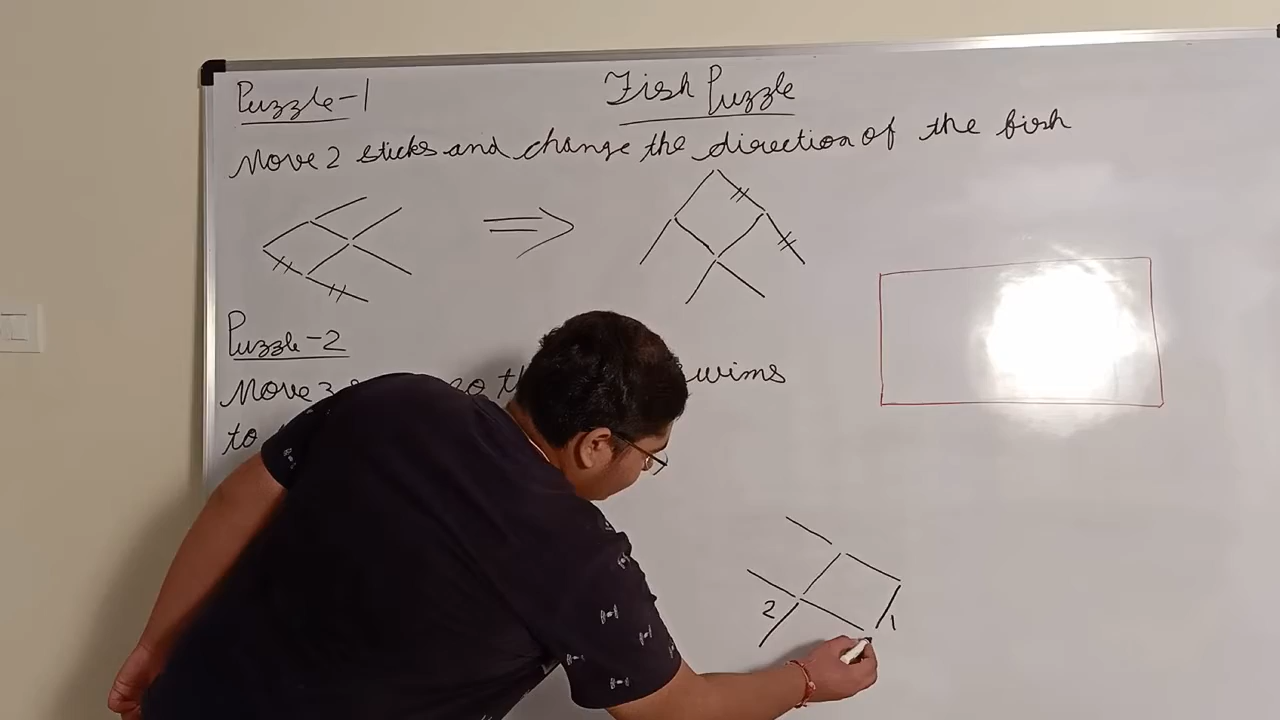 Puzzle-1
Fish Puzzle
Move 2 sticks and change the direction of the fish
Puzzle-2
Move 3
to
2
1